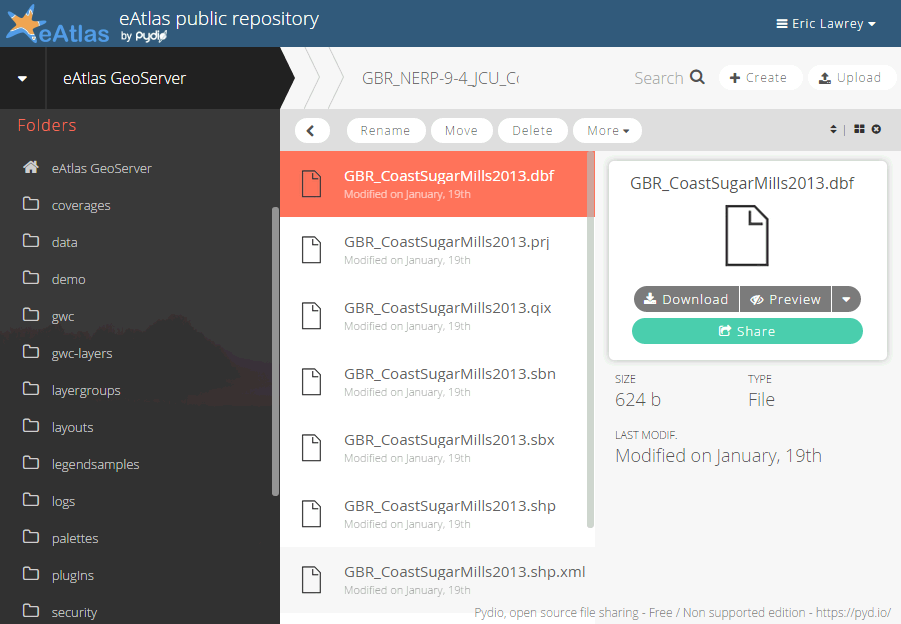 eAtlas
eAtlas public repository
by pydio
Eric Lawrey
eAtlas GeoServer
GBR_NERP-9-4_JCU_Co
Search
Create
Upload
Folders
eAtlas GeoServer
coverages
data
demo
gwc
gwc-layers
layergroups
layouts
legendsamples
logs
palettes
plugIns
security
Rename
Move
Delete
More
GBR_CoastSugarMills2013.dbf
Modified on January, 19th
GBR_CoastSugarMills2013.prj
Modified on January, 19th
GBR_CoastSugarMills2013.qix
Modified on January, 19th
GBR_CoastSugarMills2013.sbn
Modified on January, 19th
GBR_CoastSugarMills2013.sbx
Modified on January, 19th
GBR_CoastSugarMills2013.shp
Modified on January, 19th
GBR_CoastSugarMills2013.shp.xml
Modified on January, 19th
GBR_CoastSugarMills2013.dbf
Download
Preview
Share
SIZE
624 b
TYPE
File
LAST MODIF.
Modified on January, 19th
Pydio, open source file sharing - Free / Non supported edition - https://pyd.io/